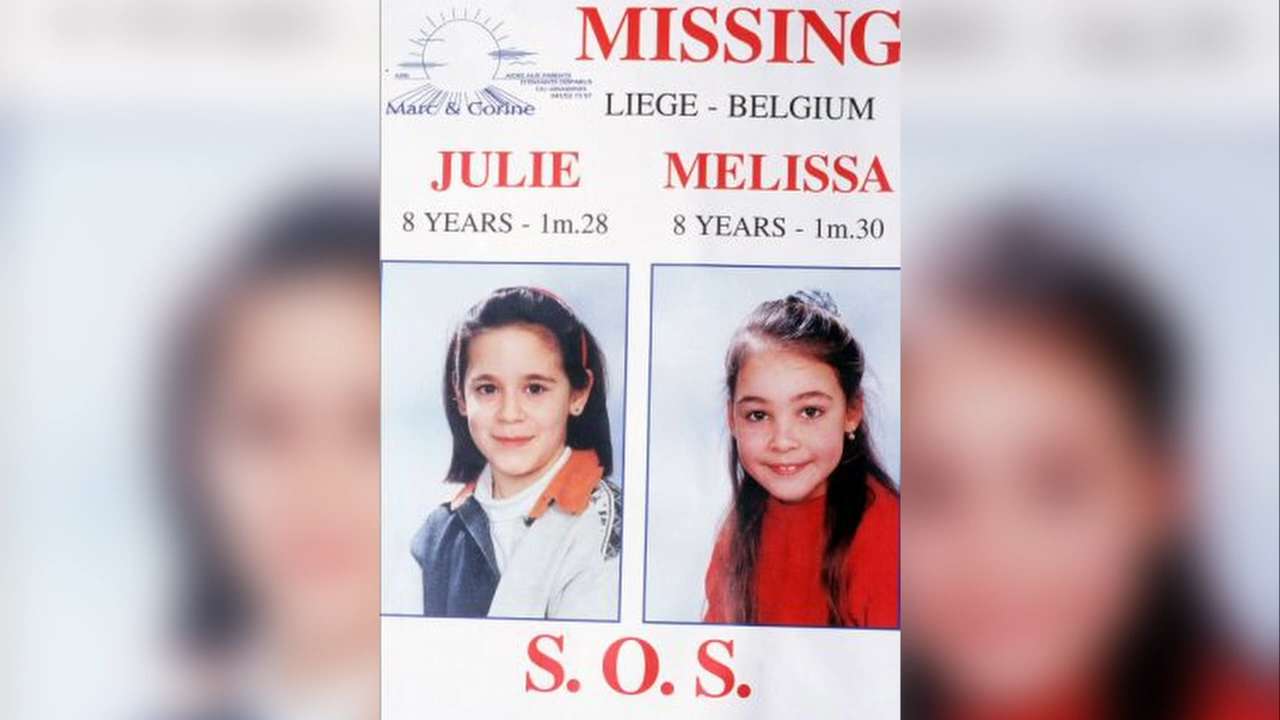 MISSING
LIEGE - BELGIUM
Marc & Corine
JULIE
8 YEARS - 1m.28
MELISSA
8 YEARS - 1m.30
S. O. S.